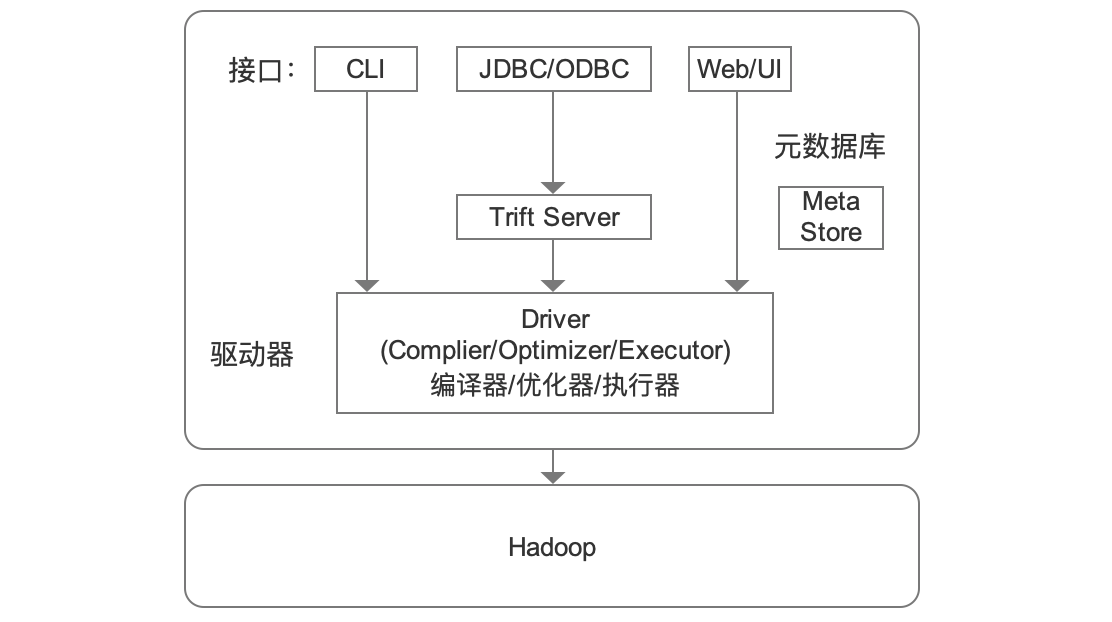 接口： CLI JDBC/ODBC Web/UI
元数据库
Meta
Store
Trift Server
驱动器
Driver
(Complier/Optimizer/Executor)
编译器/优化器/执行器
Hadoop